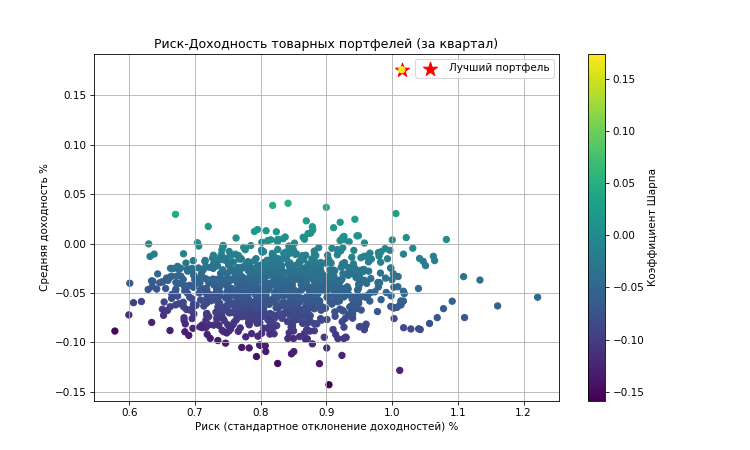 Риск-Доходность товарных портфелей (за квартал)
Лучший портфель
Средняя доходность %
0.15
0.10
0.05
0.00
−0.05
−0.10
−0.15
0.6 0.7 0.8 0.9 1.0 1.1 1.2
Риск (стандартное отклонение доходностей) %
0.15
0.10
0.05
0.00
−0.05
−0.10
−0.15
Коэффициент Шарпа